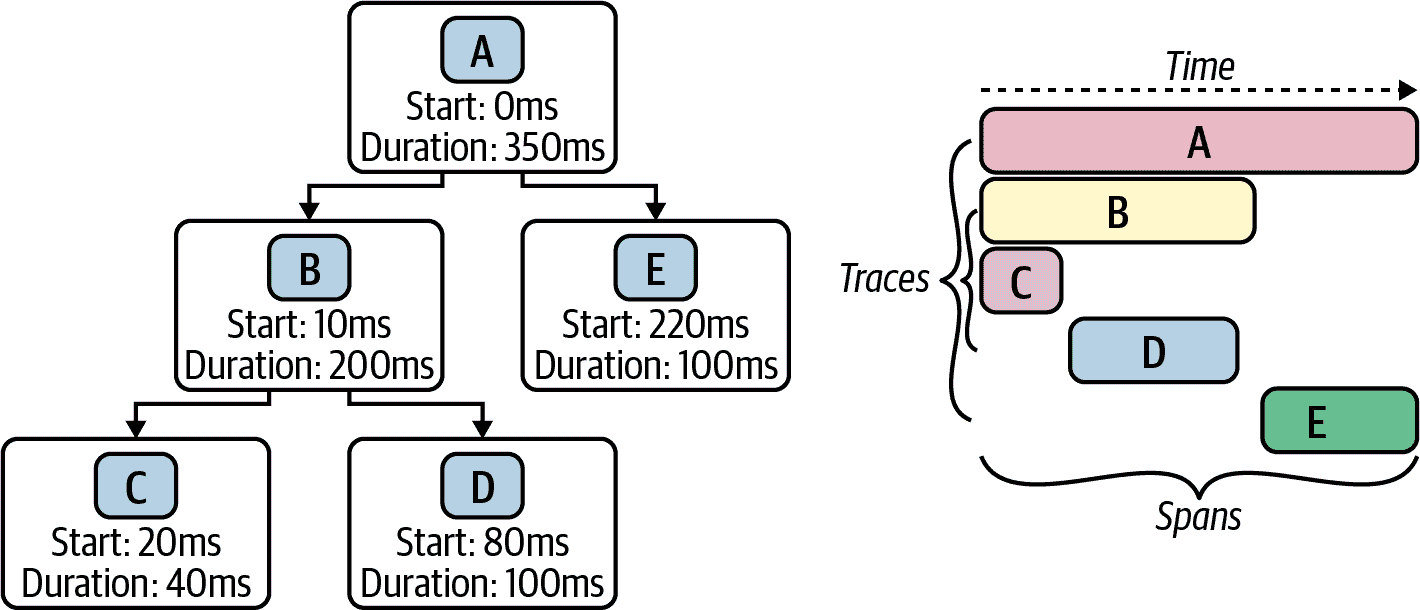 A
Start: 0ms
Duration: 350ms
B
Start: 10ms
Duration: 200ms
E
Start: 220ms
Duration: 100ms
C
Start: 20ms
Duration: 40ms
D
Start: 80ms
Duration: 100ms
Time
A
B
Traces
C
D
E
Spans